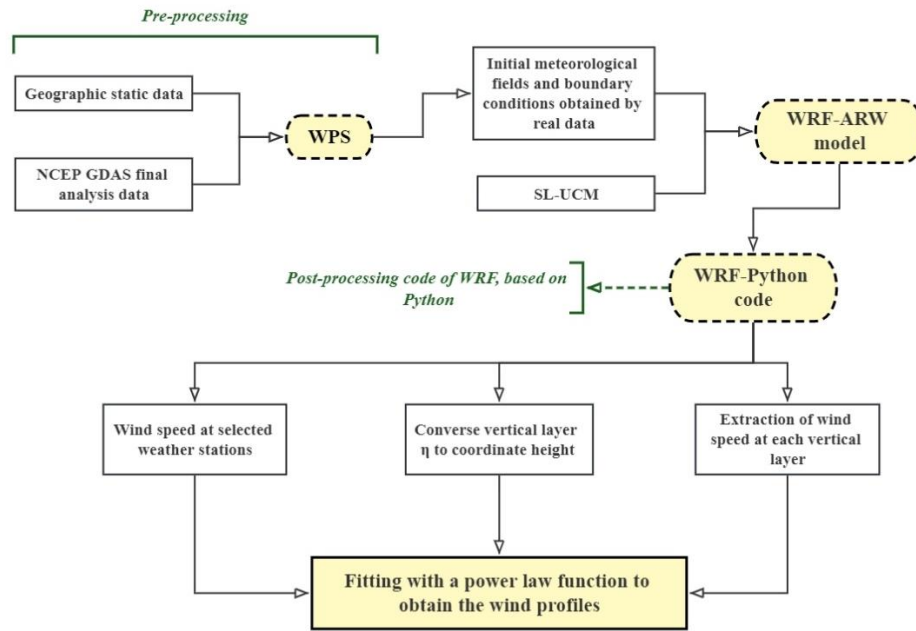 Pre-processing
Geographic static data
NCEP GDAS final
analysis data
WPS
Initial meteorological
fields and boundary
conditions obtained by
real data
SL-UCM
WRF-ARW
model
WRF-Python
code
Post-processing code of WRF, based on
Python
Wind speed at selected
weather stations
Converse vertical layer
η to coordinate height
Extraction of wind
speed at each vertical
layer
Fitting with a power law function to
obtain the wind profiles